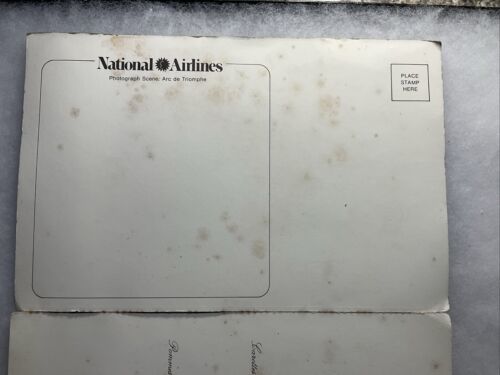 National Airlines
Photograph Scene: Arc de Triomphe
PLACE
STAMP
HERE